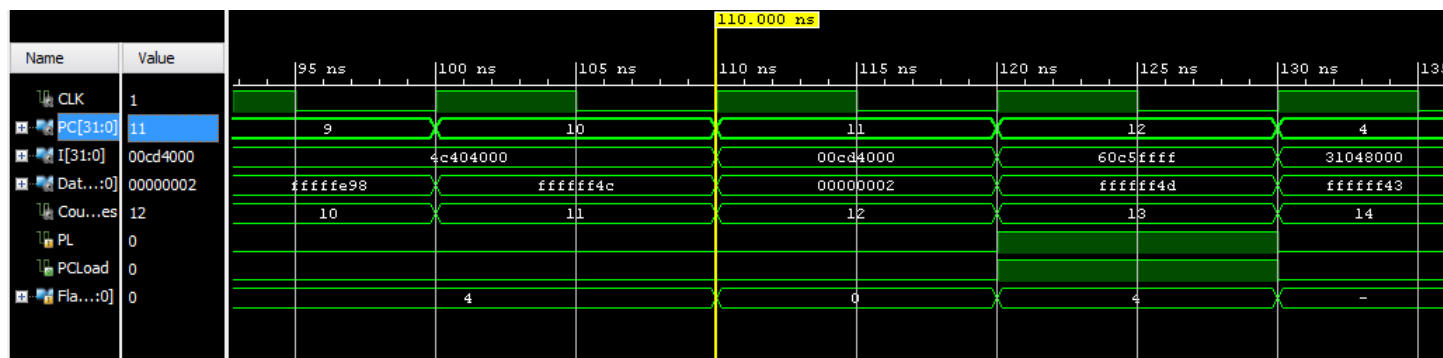 110.000 ns
Name Value
95 ns 100 ns 105 ns 110 ns 115 ns 120 ns 125 ns 130 ns 135
CLK 1
PC[31:0] 11 9 10 11 12 4
I[31:0] 00cd4000 4c404000 00cd4000 60c5ffff 31048000
Dat...:0] 00000002 fffffe98 ffffff4c 00000002 ffffff4d ffffff43
Cou...es 12 10 11 12 13 14
PL 0
PCLoad 0
Fla...:0] 0 4 0 4 -